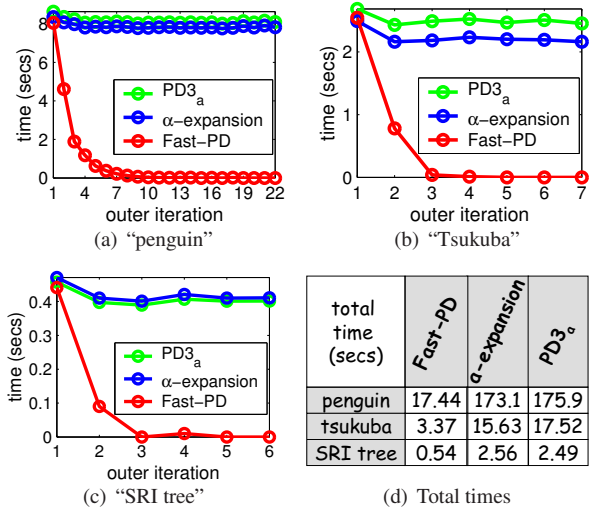 time (secs)
8
6
4
2
0
PD3a
α−expansion
Fast−PD
1 4 7 10 13 16 19 22
outer iteration
(a) “penguin”
time (secs)
2
1
0
PD3a
α−expansion
Fast−PD
1 2 3 4 5 6 7
outer iteration
(b) “Tsukuba”
time (secs)
0.4
0.3
0.2
0.1
0
PD3a
α−expansion
Fast−PD
1 2 3 4 5 6
outer iteration
(c) “SRI tree”
total time (secs) Fast-PD α-expansion PD3a
penguin 17.44 173.1 175.9
tsukuba 3.37 15.63 17.52
SRI tree 0.54 2.56 2.49
(d) Total times